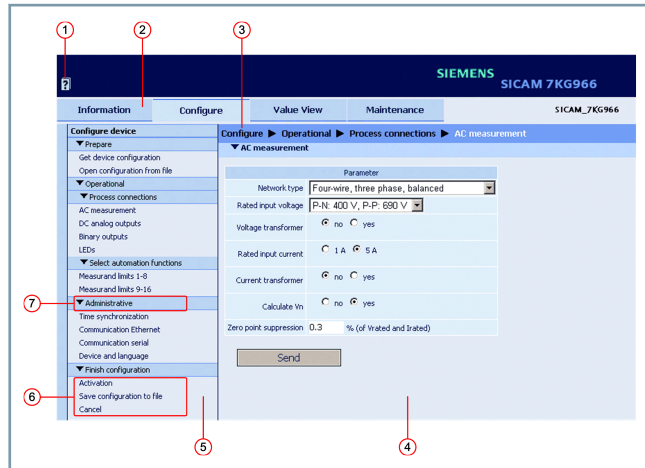 1
2
3
?
SIEMENS
SICAM 7KG966
Information Configure Value View Maintenance SICAM_7KG966
Configure device
Prepare
Get device configuration
Open configuration from file
Operational
Process connections
AC measurement
DC analog outputs
Binary outputs
LEDs
Select automation functions
Measurand limits 1-8
Measurand limits 9-16
7
Administrative
Time synchronization
Communication Ethernet
Communication serial
Device and language
Finish configuration
6
Activation
Save configuration to file
Cancel
5
Configure ▶ Operational ▶ Process connections ▶ AC measurement
AC measurement
Parameter
Network type Four-wire, three phase, balanced
Rated input voltage P-N: 400 V, P-P: 690 V
Voltage transformer no yes
Rated input current 1 A 5 A
Current transformer no yes
Calculate Vn no yes
Zero point suppression 0.3 % (of Vrated and Irated)
Send
4